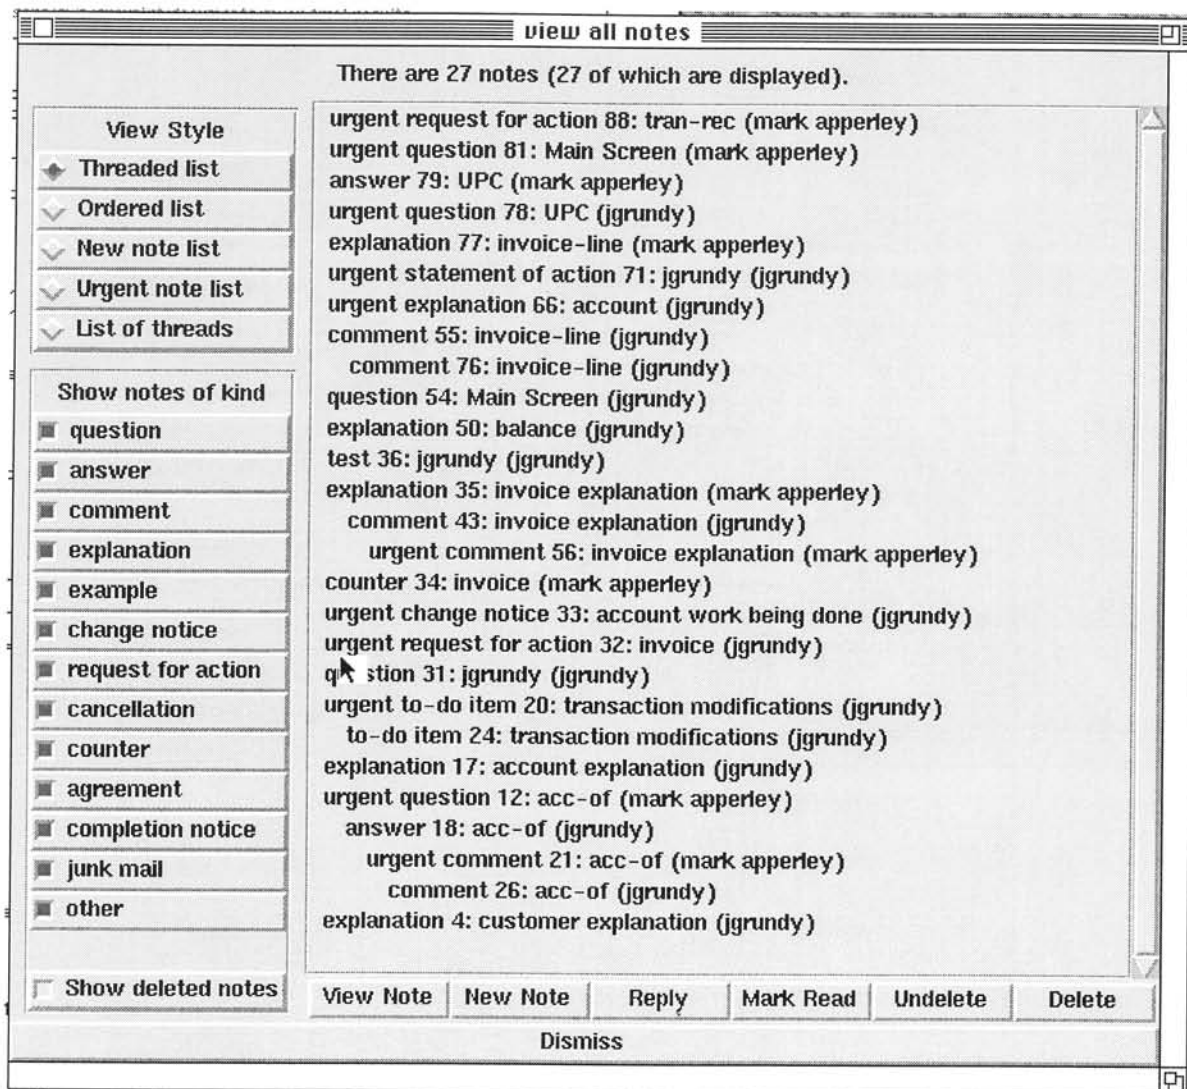 view all notes
There are 27 notes (27 of which are displayed).
View Style
Threaded list
Ordered list
New note list
Urgent note list
List of threads
Show notes of kind
question
answer
comment
explanation
example
change notice
request for action
cancellation
counter
agreement
completion notice
junk mail
other
Show deleted notes
urgent request for action 88: tran-rec (mark apperley)
urgent question 81: Main Screen (mark apperley)
answer 79: UPC (mark apperley)
urgent question 78: UPC (jgrundy)
explanation 77: invoice-line (mark apperley)
urgent statement of action 71: jgrundy (jgrundy)
urgent explanation 66: account (jgrundy)
comment 55: invoice-line (jgrundy)
comment 76: invoice-line (jgrundy)
question 54: Main Screen (jgrundy)
explanation 50: balance (jgrundy)
test 36: jgrundy (jgrundy)
explanation 35: invoice explanation (mark apperley)
comment 43: invoice explanation (jgrundy)
urgent comment 56: invoice explanation (mark apperley)
counter 34: invoice (mark apperley)
urgent change notice 33: account work being done (jgrundy)
urgent request for action 32: invoice (jgrundy)
question 31: jgrundy (jgrundy)
urgent to-do item 20: transaction modifications (jgrundy)
to-do item 24: transaction modifications (jgrundy)
explanation 17: account explanation (jgrundy)
urgent question 12: acc-of (mark apperley)
answer 18: acc-of (jgrundy)
urgent comment 21: acc-of (mark apperley)
comment 26: acc-of (jgrundy)
explanation 4: customer explanation (jgrundy)
View Note
New Note
Reply
Mark Read
Undelete
Delete
Dismiss